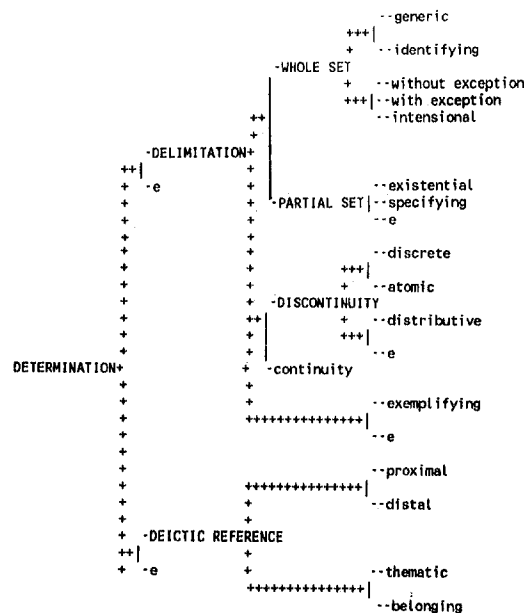 --generic
+++|
+ --identifying
-WHOLE SET +
--without exception
+++|--with exception
++| --intensional
+
-DELIMITATION+
++|
+ -e
--existential
-PARTIAL SET|--specifying
--e
--discrete
+++|
+ --atomic
-DISCONTINUITY +
++| + --distributive
+++|
--e
DETERMINATION+
+ -continuity
--exemplifying
+++++++++++++++|
--e
--proximal
+++++++++++++++|
--distal
-DEICTIC REFERENCE
++|
+ -e
--thematic
+++++++++++++++|
--belonging